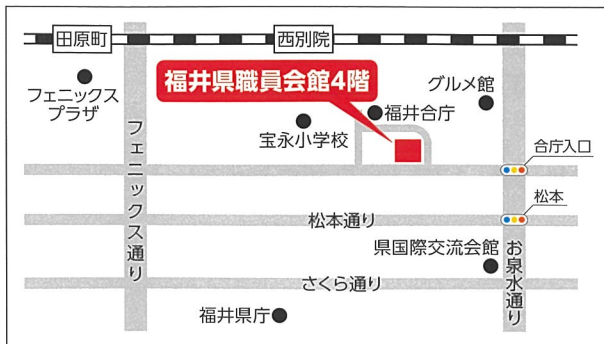 田原町
西別院
フェニックス
プラザ
福井県職員会館4階
グルメ館
福井合庁
宝永小学校
合庁入口
フェニックス通り
松本
松本通り
県国際交流会館
お泉水通り
さくら通り
福井県庁